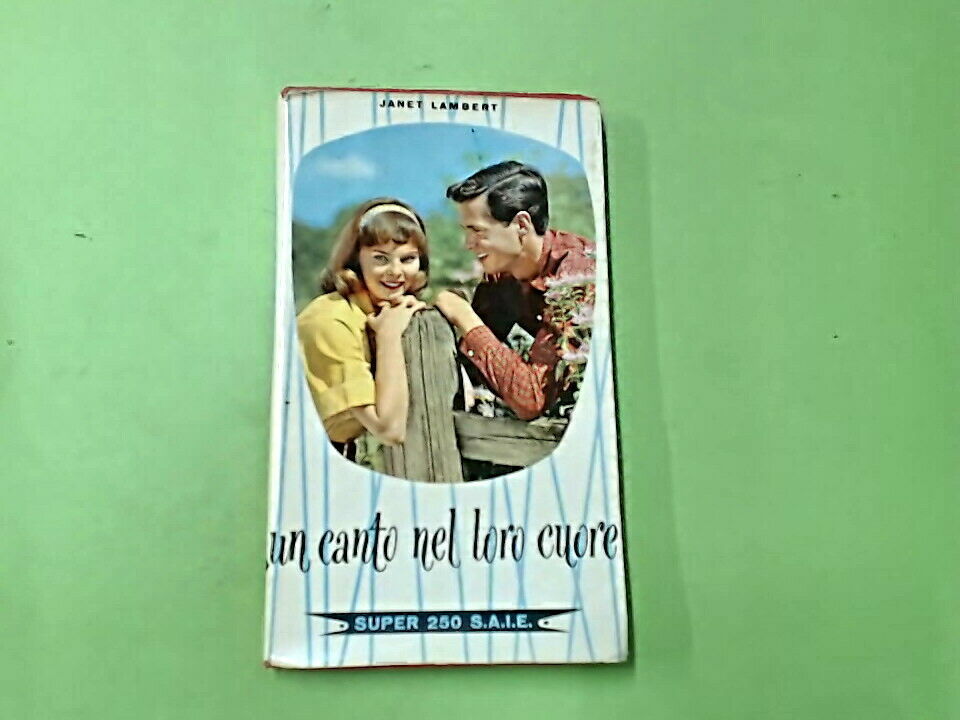 JANET LAMBERT
un canto nel loro cuore
SUPER 250 S.A.I.E.